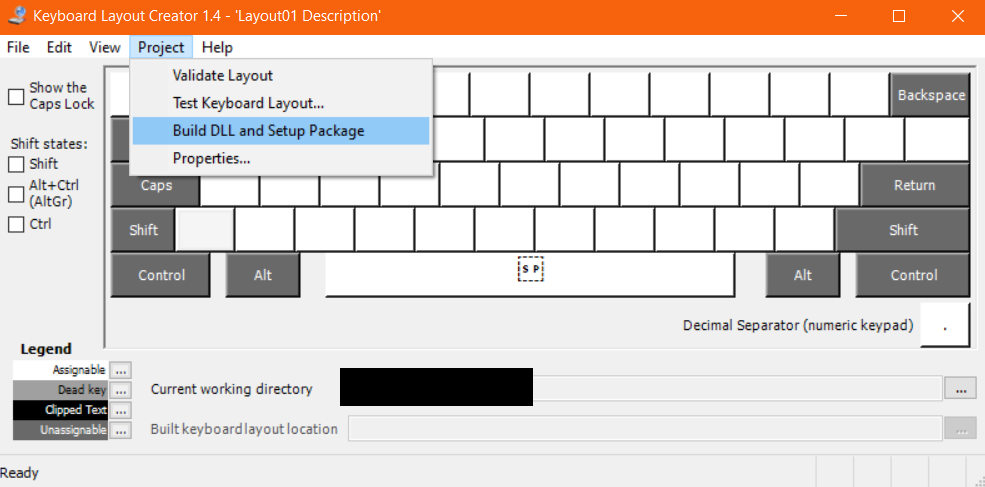 Keyboard Layout Creator 1.4 - 'Layout01 Description'
File Edit View Project Help
Validate Layout
Test Keyboard Layout...
Build DLL and Setup Package
Properties...
Show the
Caps Lock
Shift states:
Shift
Alt+Ctrl
(AltGr)
Ctrl
Backspace
Caps Return
Shift Shift
Control Alt S P Alt Control
Decimal Separator (numeric keypad) .
Legend
Assignable ...
Dead key ...
Clipped Text ...
Unassignable ...
Current working directory ...
Built keyboard layout location ...
Ready